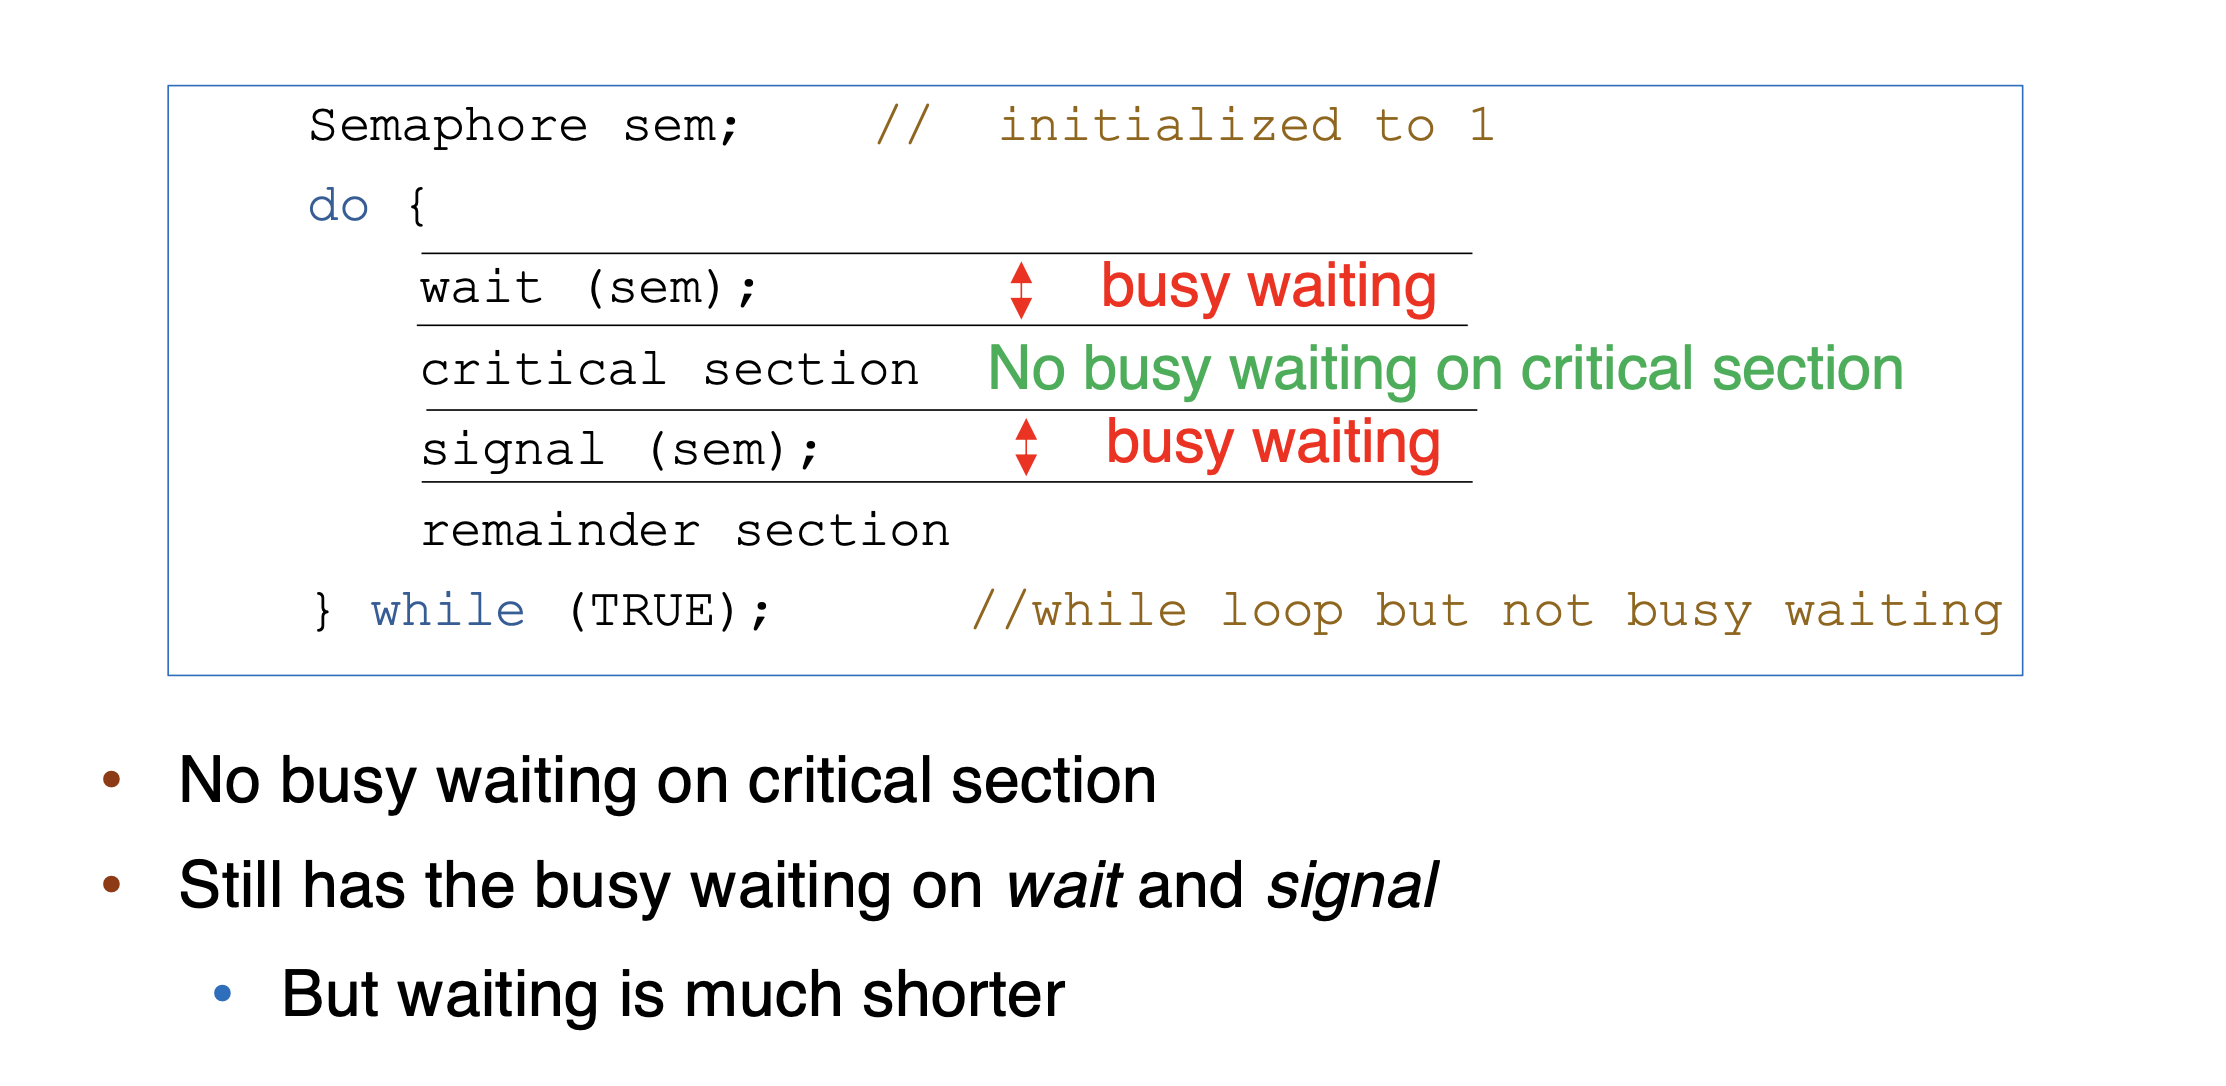 Semaphore sem; // initialized to 1
do {
wait (sem); busy waiting
critical section No busy waiting on critical section
signal (sem); busy waiting
remainder section
} while (TRUE); //while loop but not busy waiting
• No busy waiting on critical section
• Still has the busy waiting on wait and signal
• But waiting is much shorter